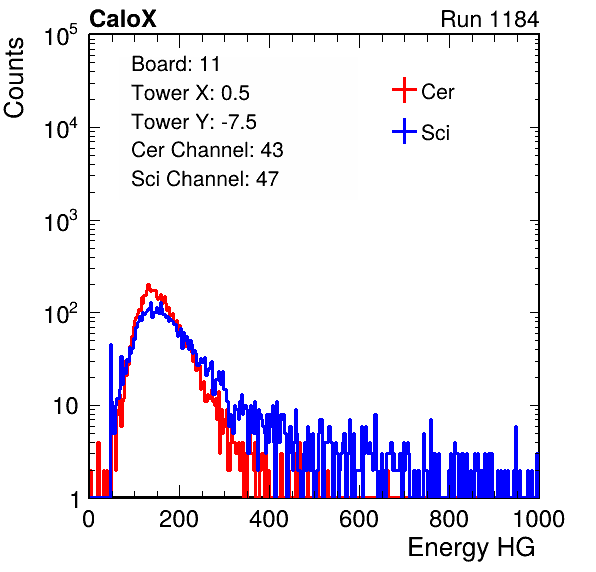 CaloX Run 1184
Counts
Board: 11
Tower X: 0.5
Tower Y: -7.5
Cer Channel: 43
Sci Channel: 47
Cer
Sci
10^5
10^4
10^3
10^2
10
1
0 200 400 600 800 1000
Energy HG